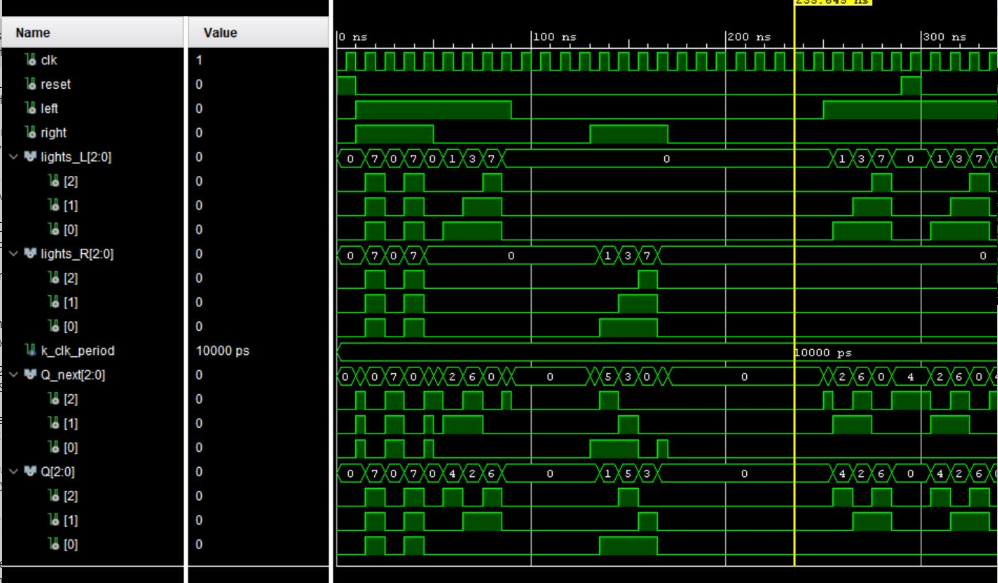 Name Value
0 ns 100 ns 200 ns 300 ns
clk 1
reset 0
left 0
right 0
lights_L[2:0] 0 0 7 0 7 0 1 3 7 0 1 3 7 0 1 3 7
[2] 0
[1] 0
[0] 0
lights_R[2:0] 0 0 7 0 7 0 1 3 7 0
[2] 0
[1] 0
[0] 0
k_clk_period 10000 ps 10000 ps
Q_next[2:0] 0 0 0 7 0 2 6 0 0 5 3 0 0 2 6 0 4 2 6 0 4
[2] 0
[1] 0
[0] 0
Q[2:0] 0 0 7 0 7 0 4 2 6 0 1 5 3 0 4 2 6 0 4 2 6
[2] 0
[1] 0
[0] 0